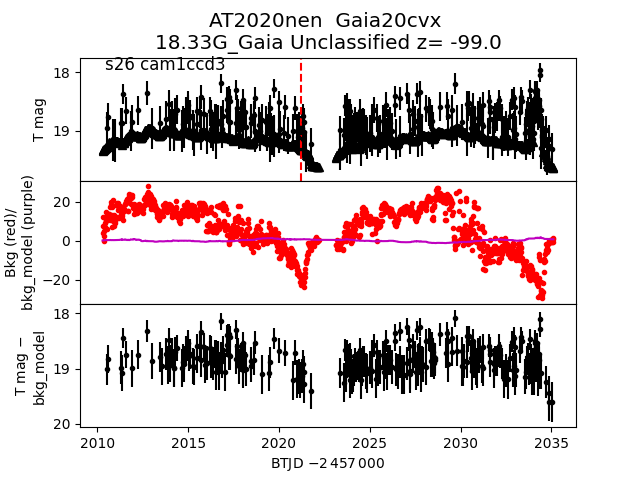 AT2020nen  Gaia20cvx
18.33G_Gaia Unclassified z= -99.0
s26 cam1ccd3
18
19
T mag
20
0
−20
Bkg (red)/
bkg_model (purple)
18
19
20
T mag −
bkg_model
2010
2015
2020
2025
2030
2035
BTJD −2 457 000